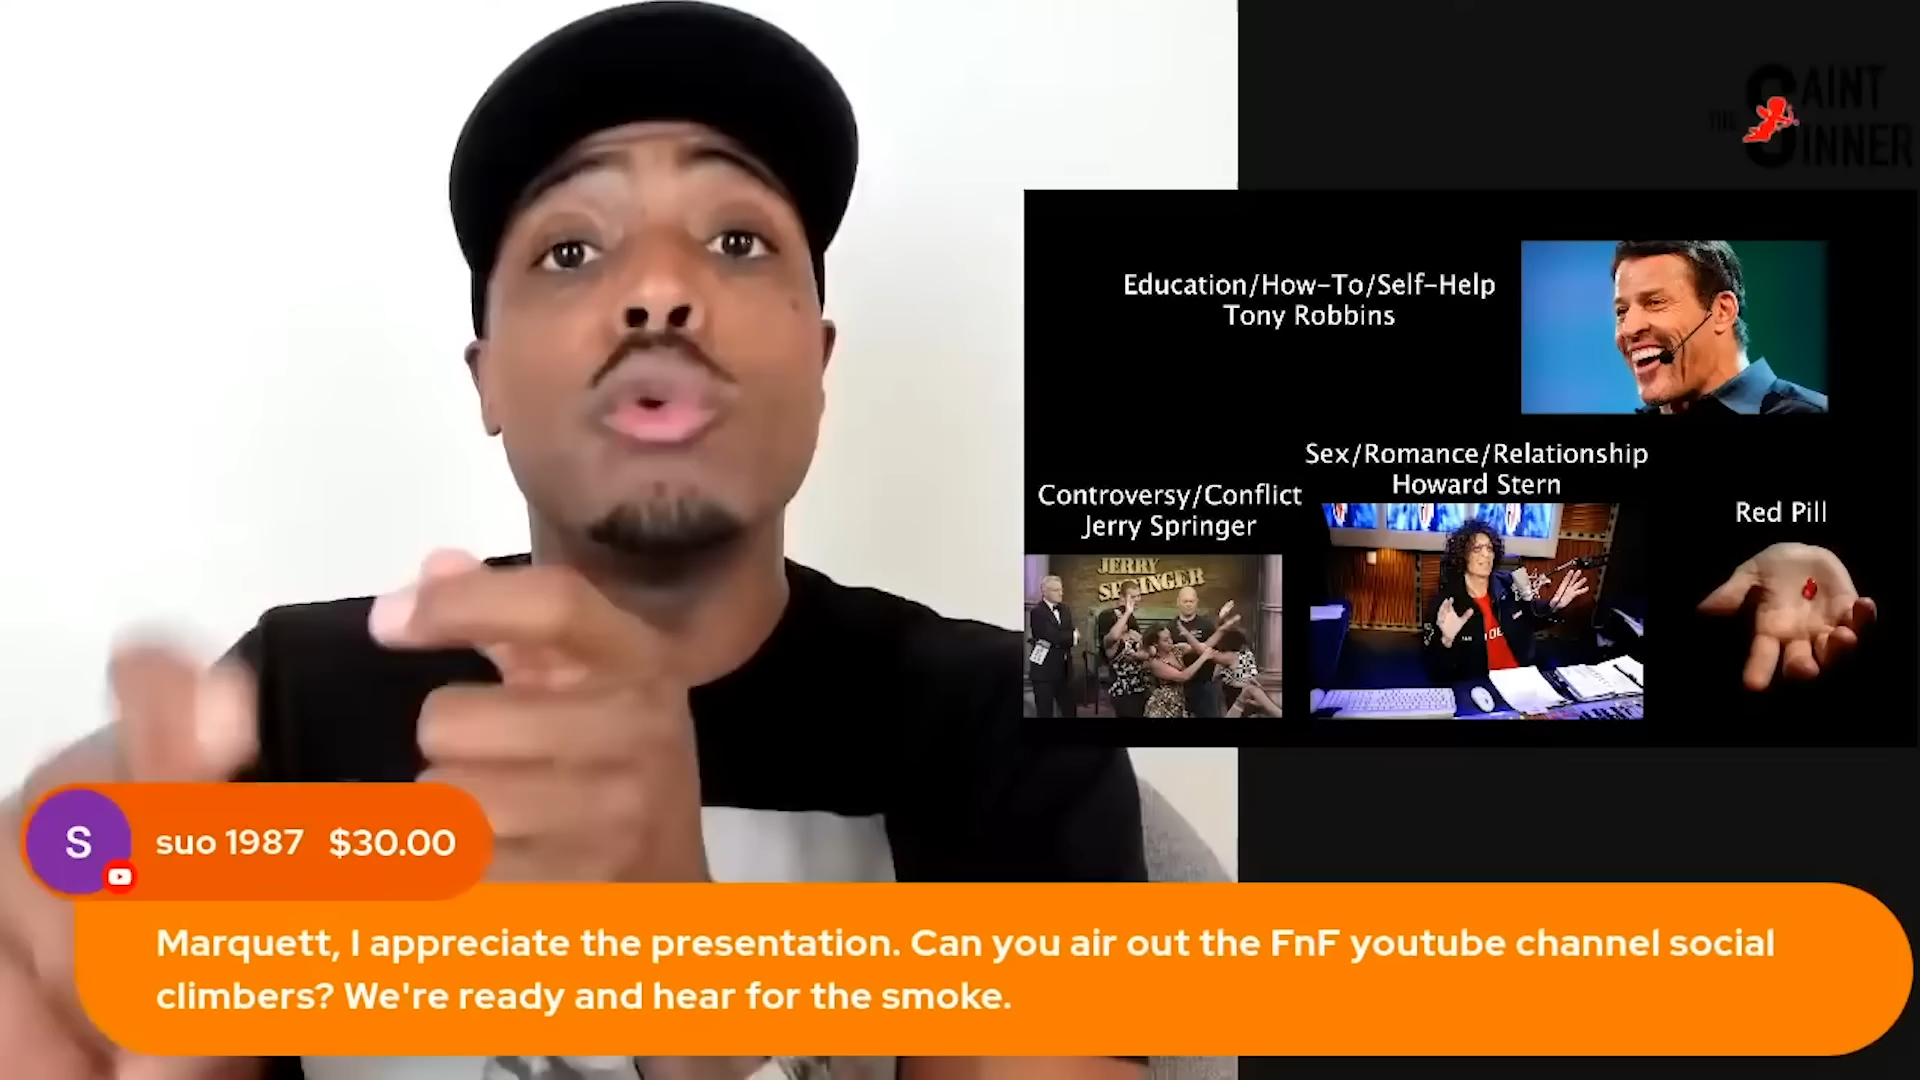 THE SAINT
SINNER
Education/How-To/Self-Help
Tony Robbins
Sex/Romance/Relationship
Howard Stern
Controversy/Conflict
Jerry Springer
Red Pill
JERRY
SPRINGER
S
suo 1987 $30.00
Marquett, I appreciate the presentation. Can you air out the FnF youtube channel social
climbers? We're ready and hear for the smoke.